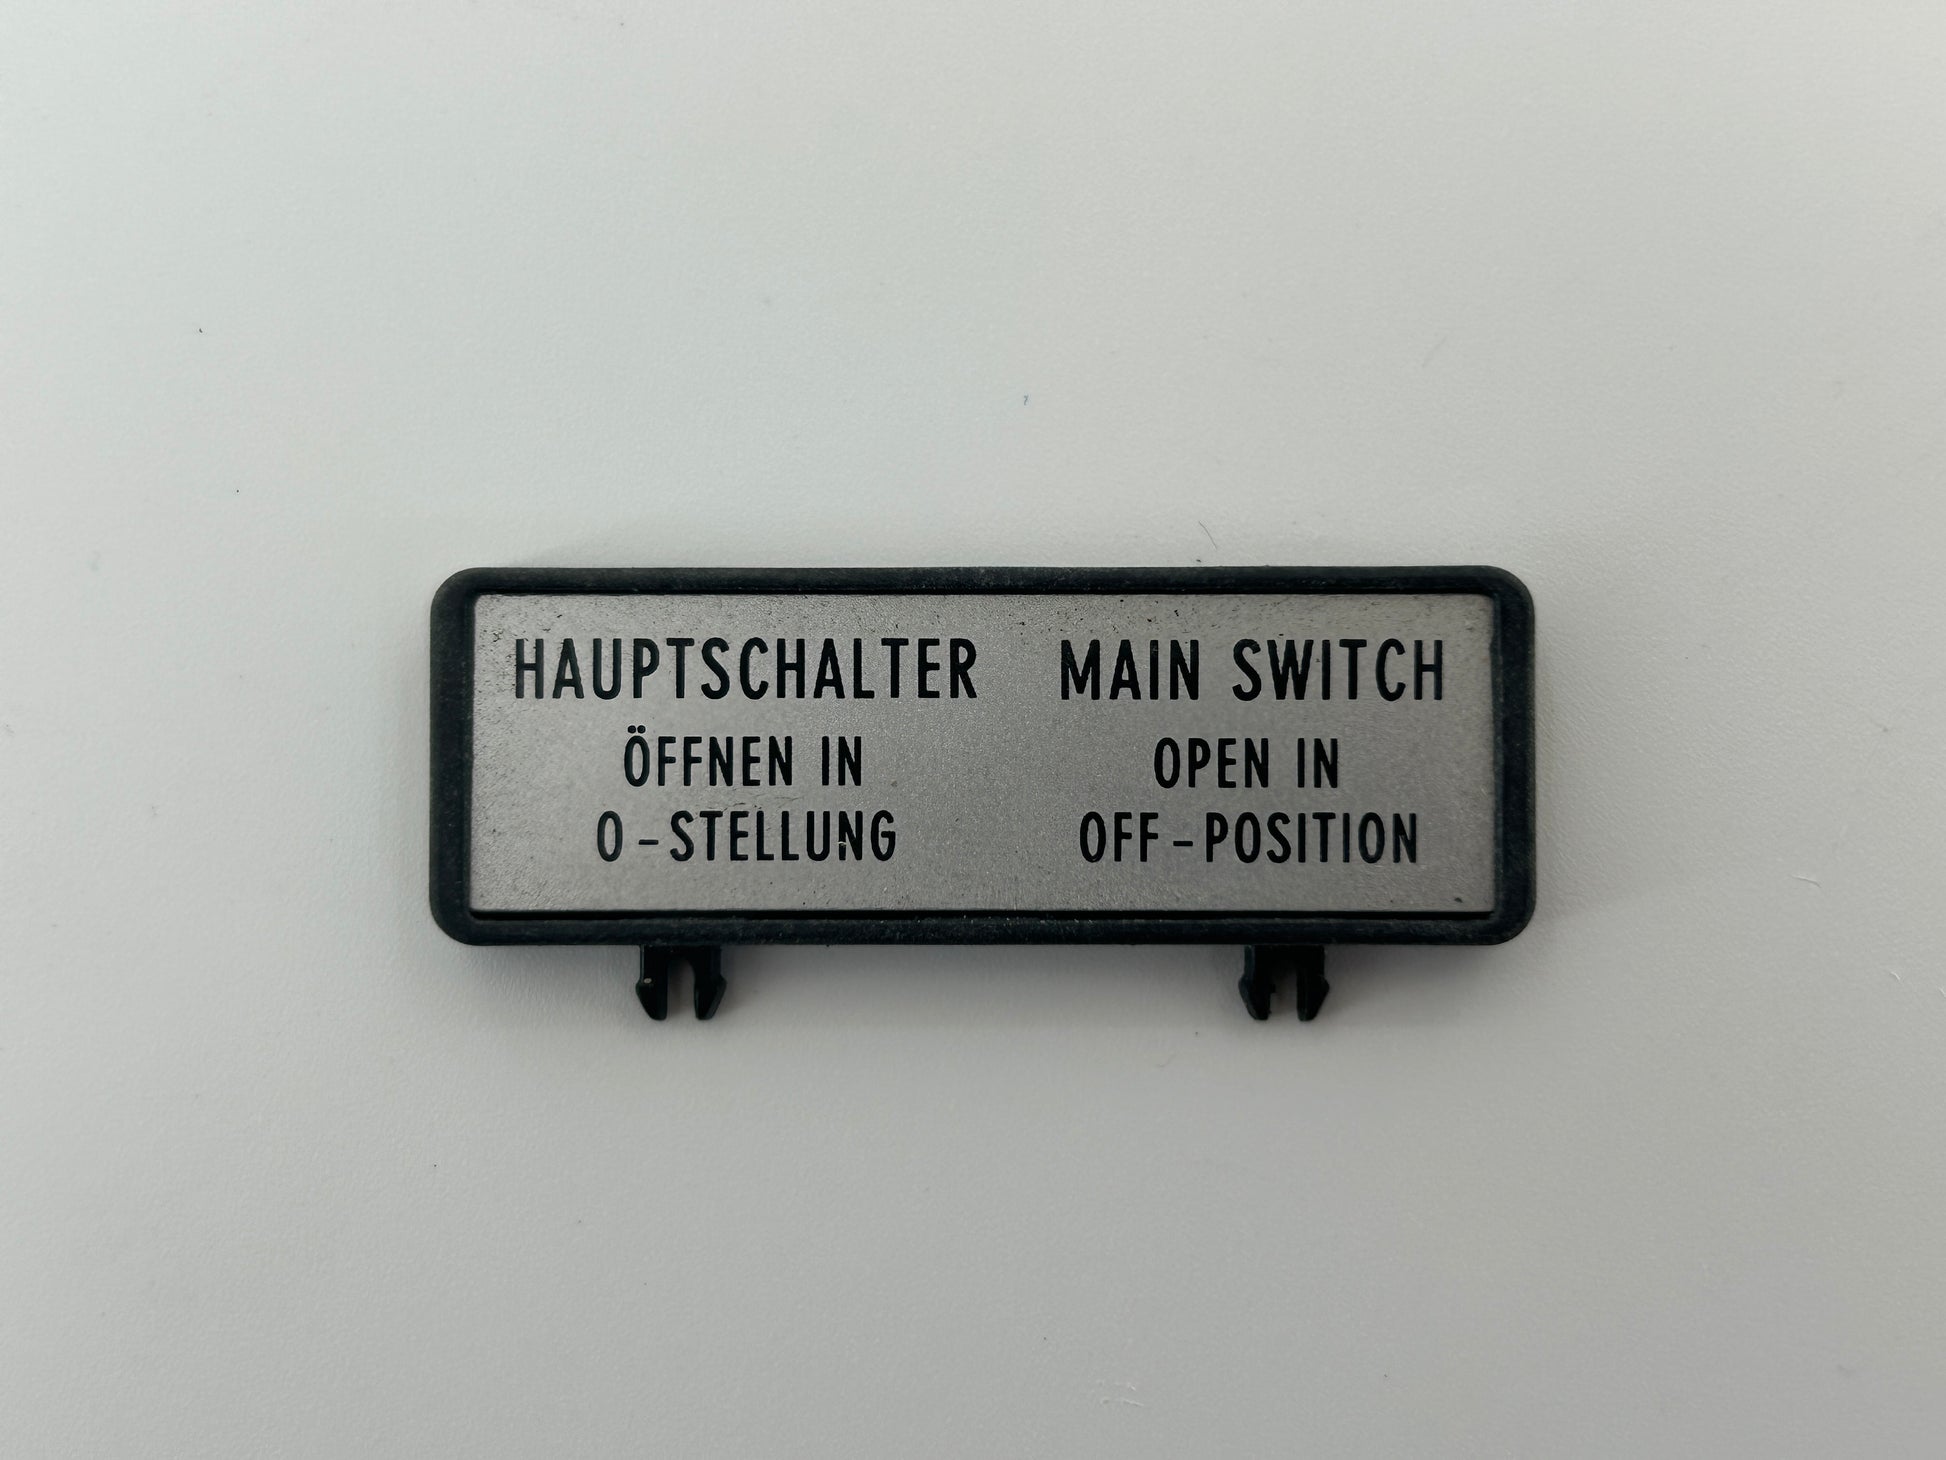 HAUPTSCHALTER
ÖFFNEN IN
0-STELLUNG
MAIN SWITCH
OPEN IN
OFF-POSITION